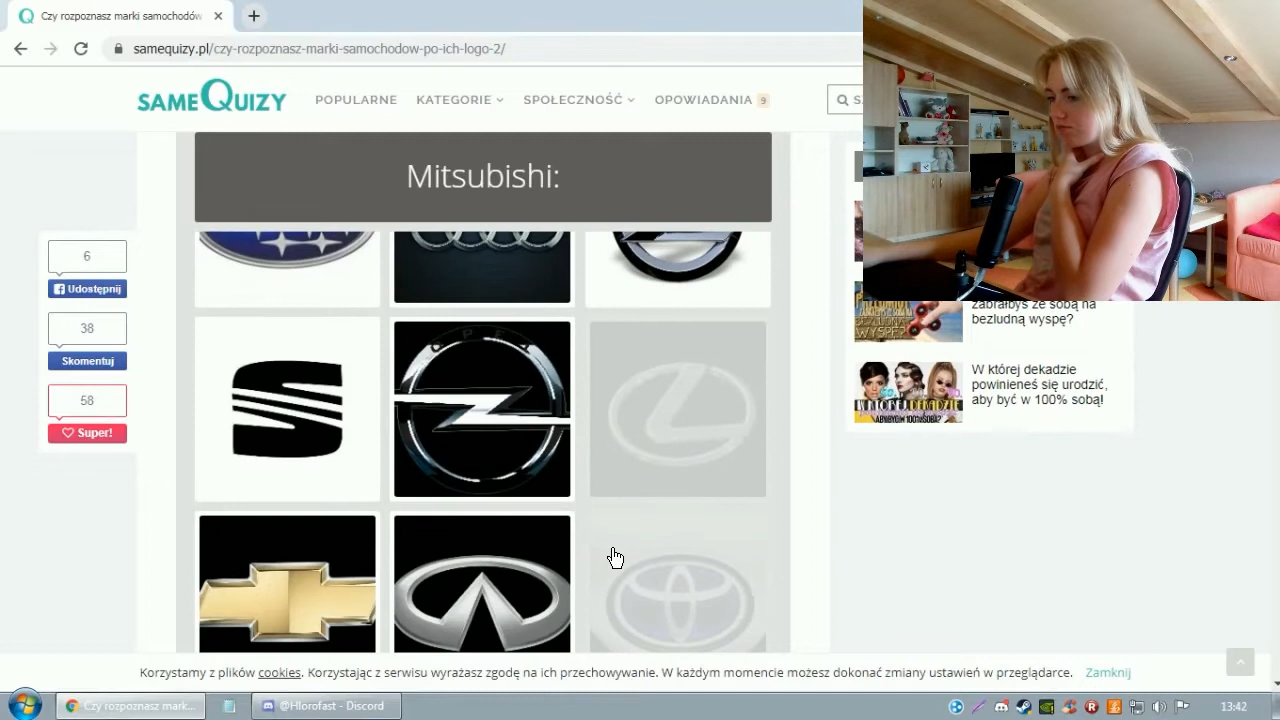 Czy rozpoznasz marki samochodów
samequizy.pl/czy-rozpoznasz-marki-samochodow-po-ich-logo-2/
SAMEQUIZY
POPULARNE
KATEGORIE
SPOŁECZNOŚĆ
OPOWIADANIA 9
Mitsubishi:
6
Udostępnij
38
Skomentuj
58
Super!
OPEL
zabrałbyś ze sobą na
bezludną wyspę?
W której dekadzie
powinieneś się urodzić,
aby być w 100% sobą!
Korzystamy z plików cookies. Korzystając z serwisu wyrażasz zgodę na ich przechowywanie. W każdym momencie możesz dokonać zmiany ustawień w przeglądarce.
Zamknij
Czy rozpoznasz mark...
@Hlorofast - Discord
13:42